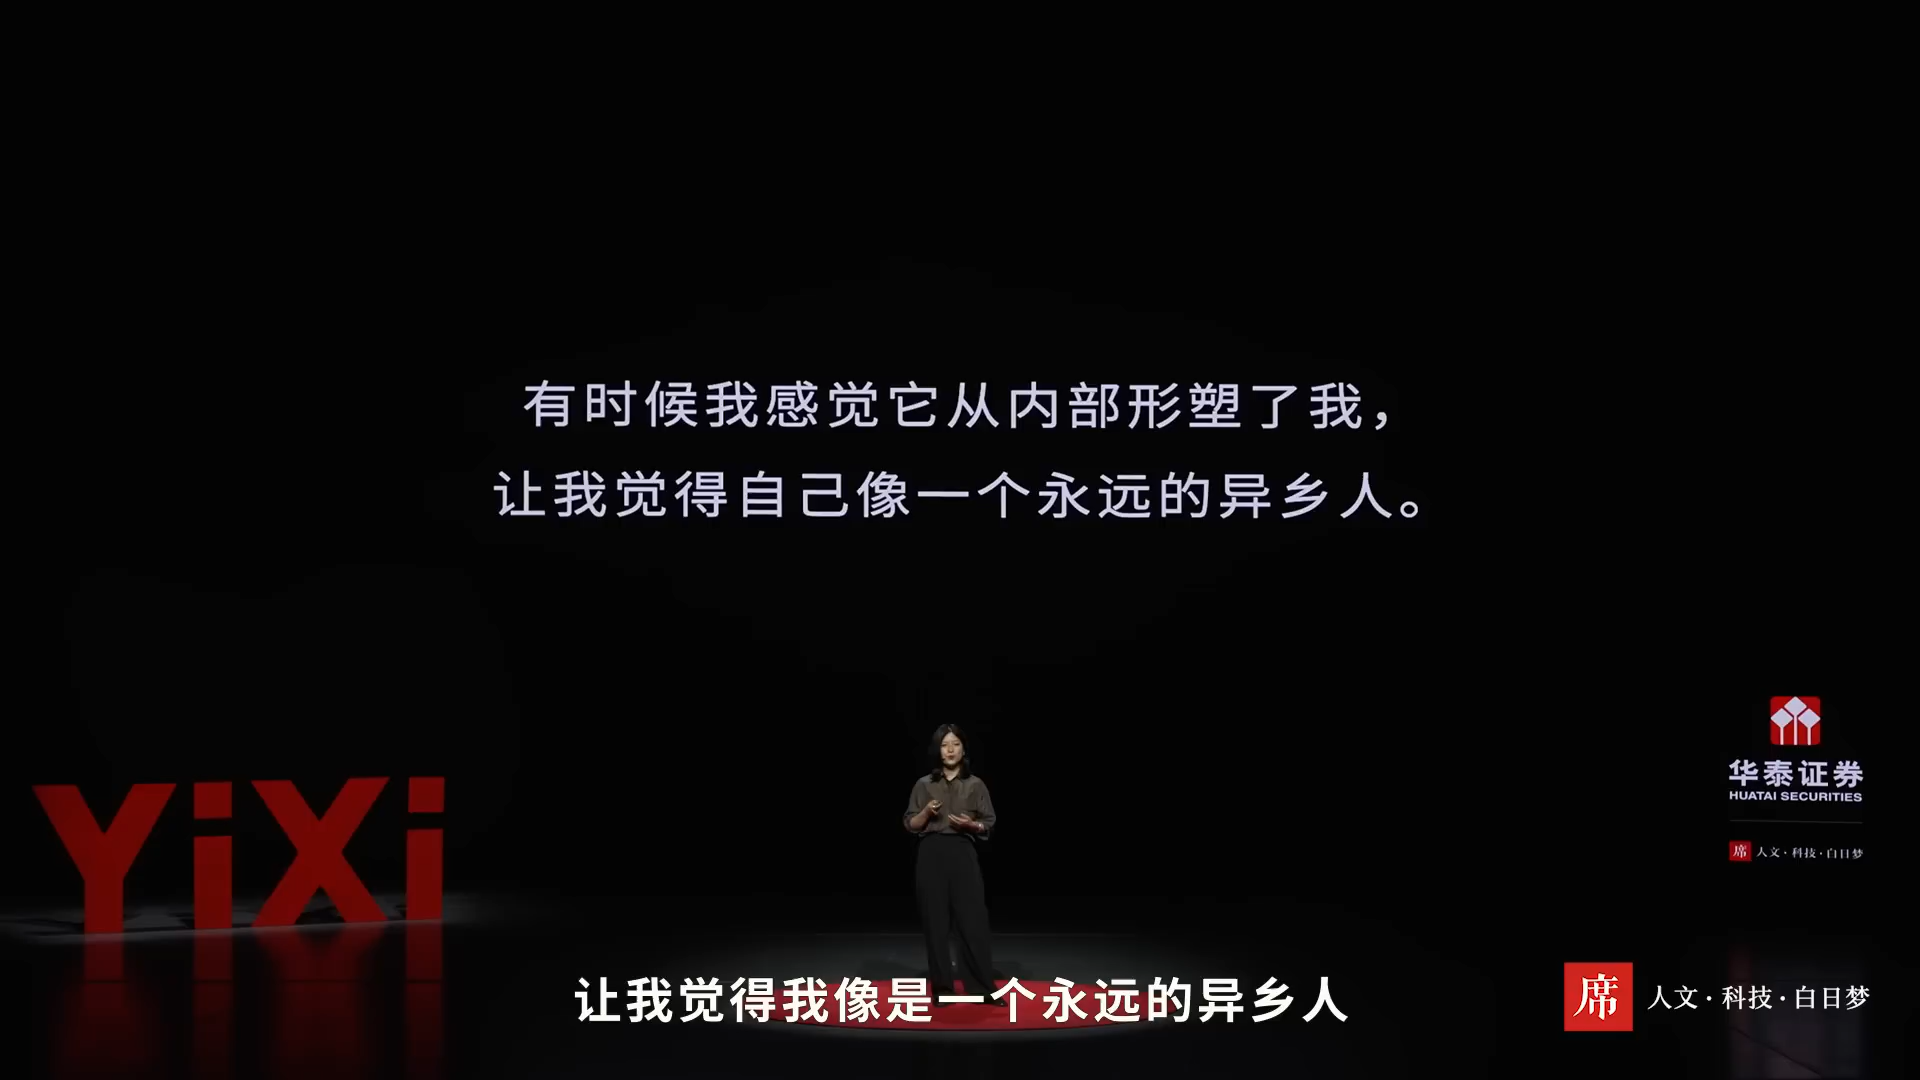 有时候我感觉它从内部形塑了我，
让我觉得自己像一个永远的异乡人。
华泰证券
HUATAI SECURITIES
席 人文·科技·白日梦
YiXi
让我觉得我像是一个永远的异乡人
席 人文·科技·白日梦